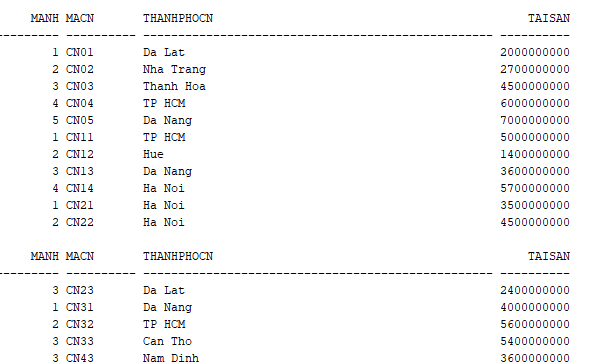 MANH MACN THANHPHOCN TAISAN
---------- ---------- -------------------------------------------------- ----------
1 CN01 Da Lat 2000000000
2 CN02 Nha Trang 2700000000
3 CN03 Thanh Hoa 4500000000
4 CN04 TP HCM 6000000000
5 CN05 Da Nang 7000000000
1 CN11 TP HCM 5000000000
2 CN12 Hue 1400000000
3 CN13 Da Nang 3600000000
4 CN14 Ha Noi 5700000000
1 CN21 Ha Noi 3500000000
2 CN22 Ha Noi 4500000000
MANH MACN THANHPHOCN TAISAN
---------- ---------- -------------------------------------------------- ----------
3 CN23 Da Lat 2400000000
1 CN31 Da Nang 4000000000
2 CN32 TP HCM 5600000000
3 CN33 Can Tho 5400000000
3 CN43 Nam Dinh 3600000000